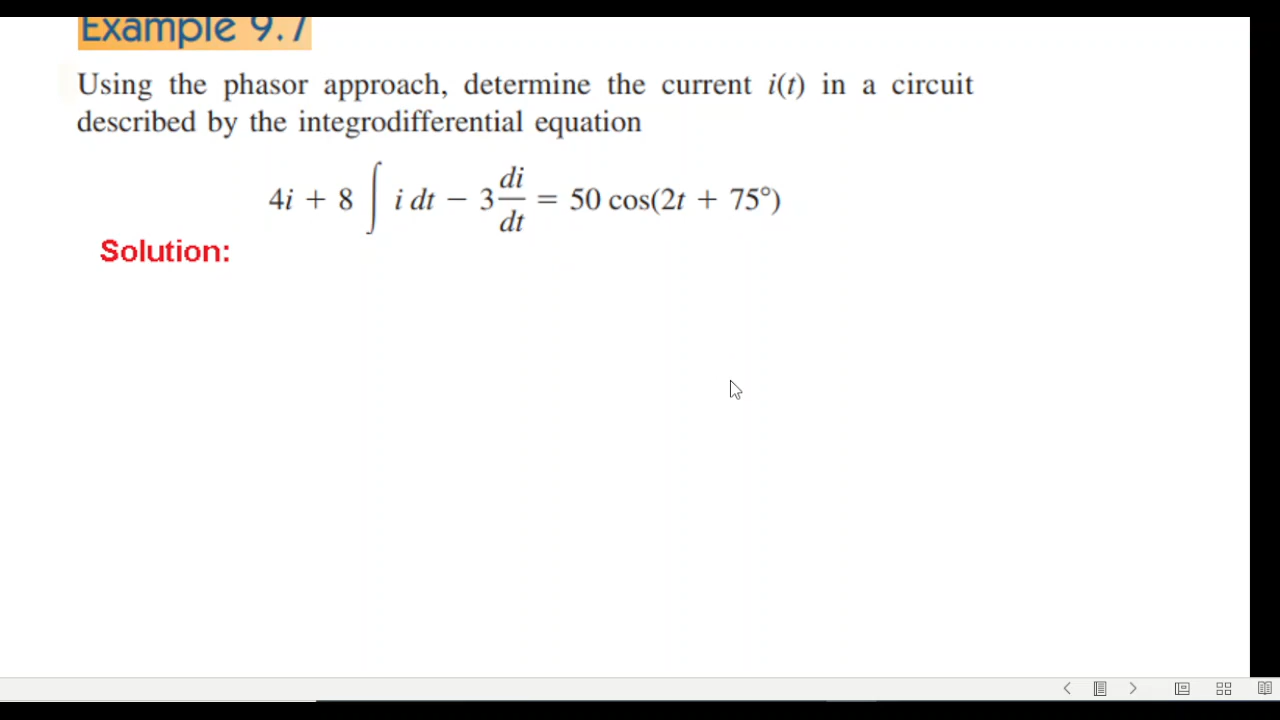 Example 9.7
Using the phasor approach, determine the current i(t) in a circuit
described by the integrodifferential equation
4i + 8 ∫ i dt − 3 di/dt = 50 cos(2t + 75°)
Solution: